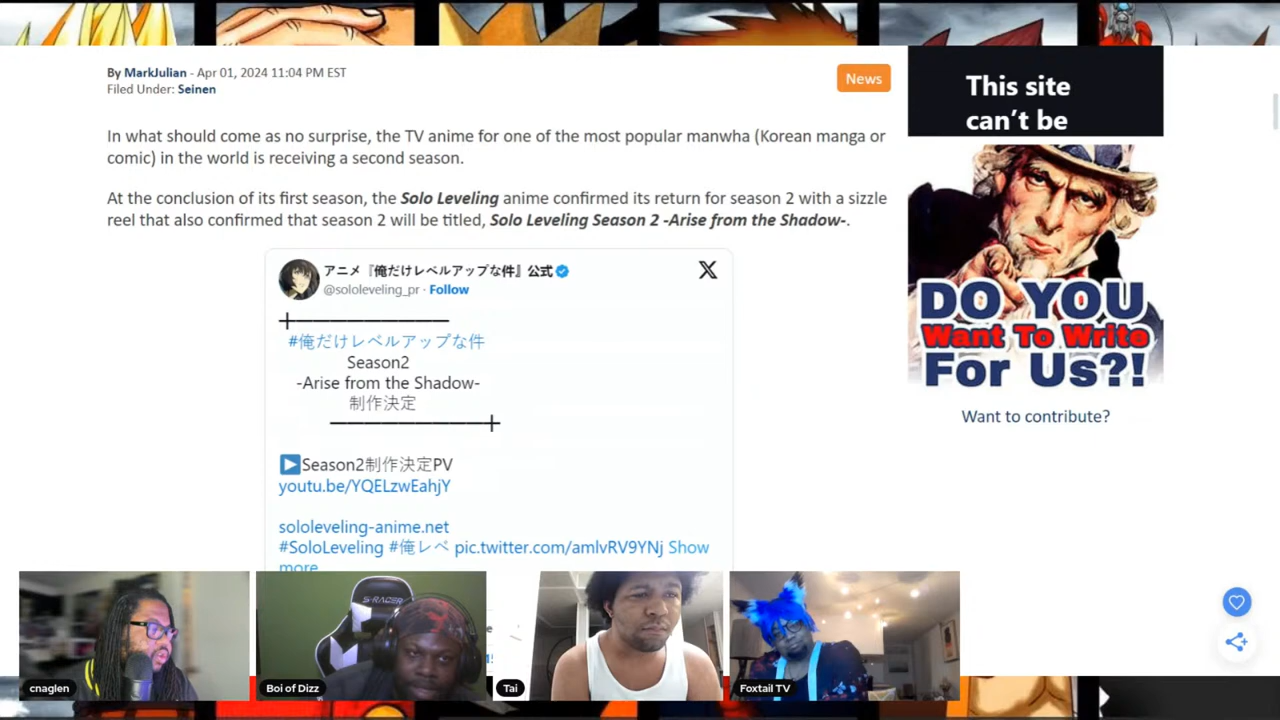 By MarkJulian - Apr 01, 2024 11:04 PM EST
Filed Under: Seinen
News
In what should come as no surprise, the TV anime for one of the most popular manwha (Korean manga or
comic) in the world is receiving a second season.
At the conclusion of its first season, the Solo Leveling anime confirmed its return for season 2 with a sizzle
reel that also confirmed that season 2 will be titled, Solo Leveling Season 2 -Arise from the Shadow-.
アニメ『俺だけレベルアップな件』公式
@sololeveling_pr · Follow
#俺だけレベルアップな件
Season2
-Arise from the Shadow-
制作決定
Season2制作決定PV
youtu.be/YQELzwEahjY
sololeveling-anime.net
#SoloLeveling #俺レベ pic.twitter.com/amlvRV9YNj Show
more
This site
can’t be
DO YOU
Want To Write
For Us?!
Want to contribute?
S-RACER
cnaglen
Boi of Dizz
Tai
Foxtail TV